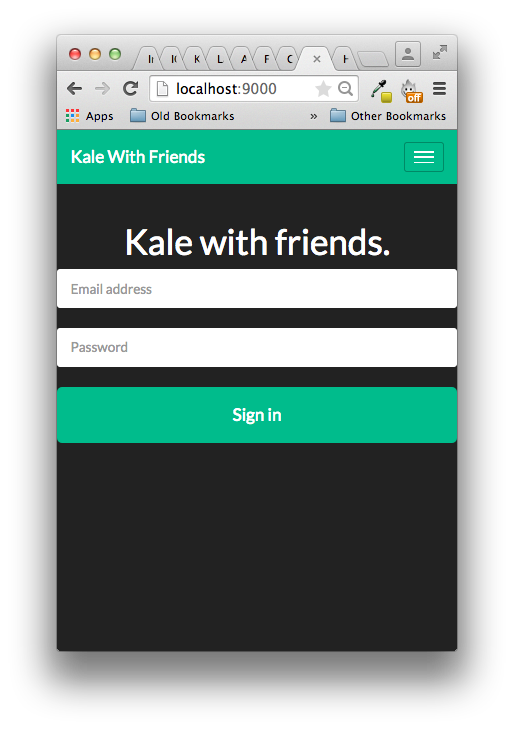 localhost:9000
off
Apps
Old Bookmarks
»
Other Bookmarks
Kale With Friends
Kale with friends.
Email address
Password
Sign in